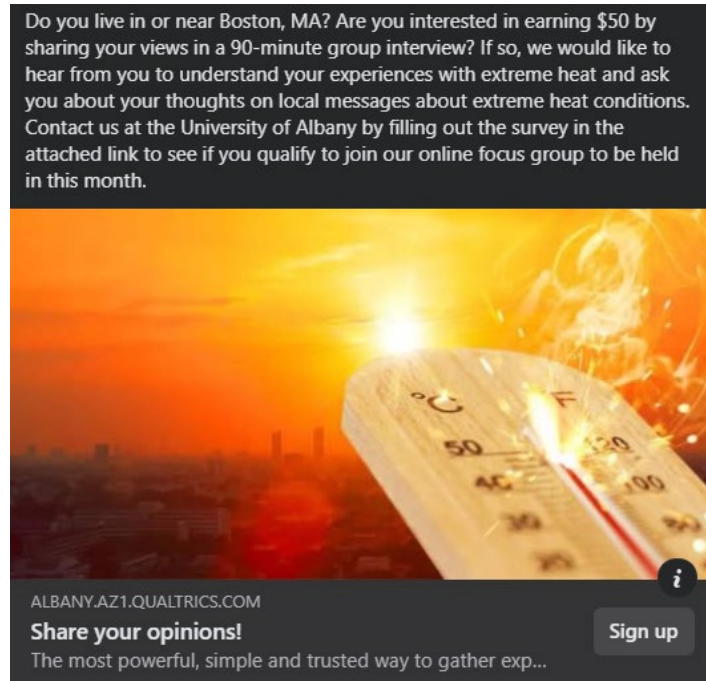 Do you live in or near Boston, MA? Are you interested in earning $50 by
sharing your views in a 90-minute group interview? If so, we would like to
hear from you to understand your experiences with extreme heat and ask
you about your thoughts on local messages about extreme heat conditions.
Contact us at the University of Albany by filling out the survey in the
attached link to see if you qualify to join our online focus group to be held
in this month.
°C F
50 120
40 100
30 80
20
i
ALBANY.AZ1.QUALTRICS.COM
Share your opinions!
Sign up
The most powerful, simple and trusted way to gather exp...